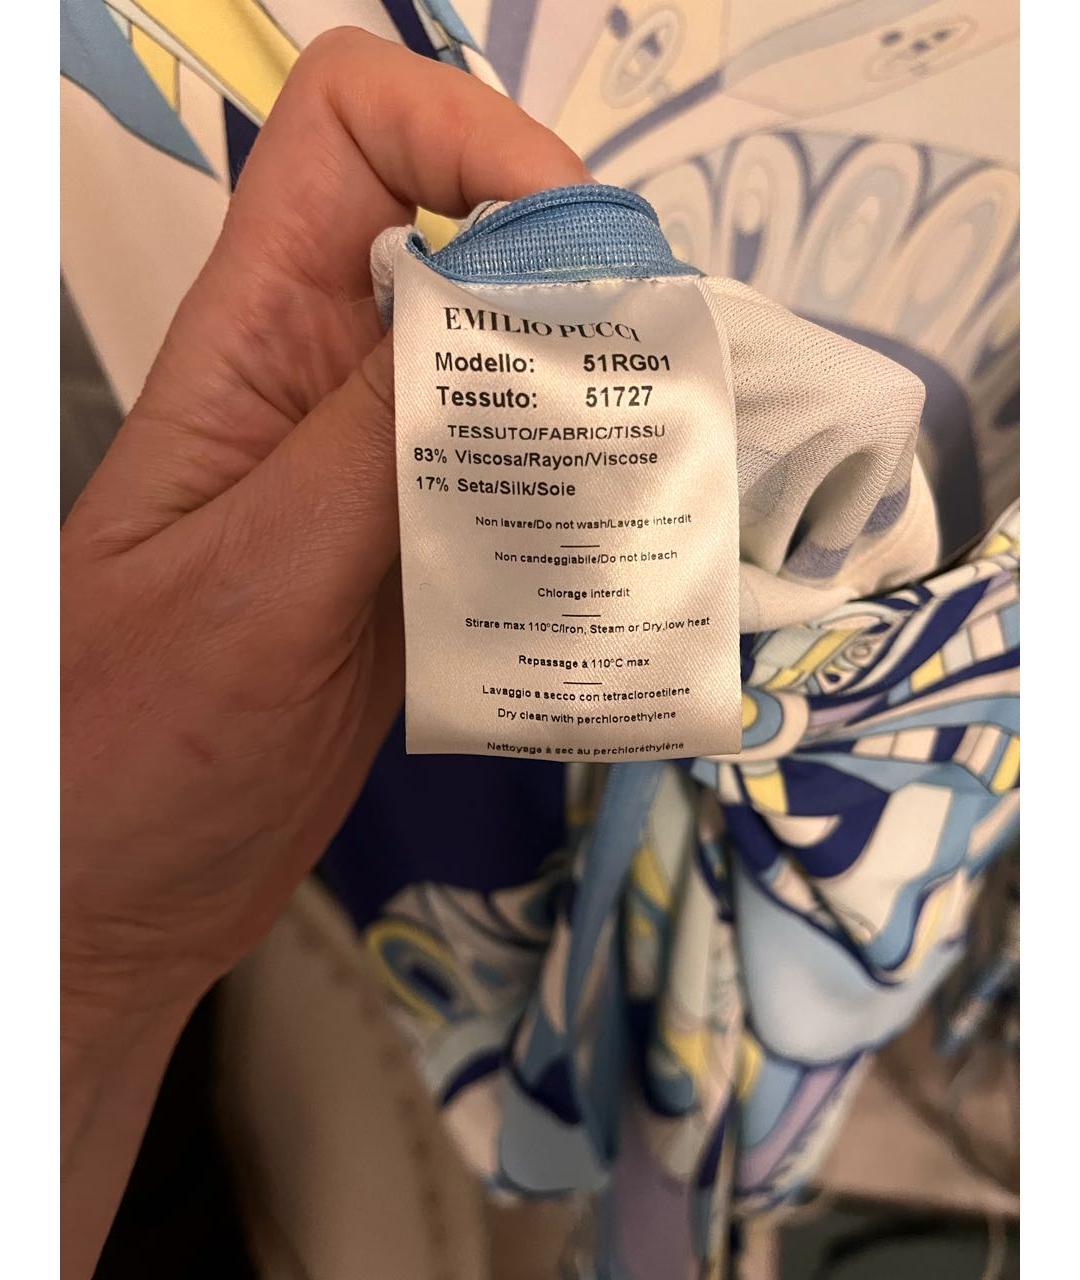 EMILIO PUCCI
Modello: 51RG01
Tessuto: 51727
TESSUTO/FABRIC/TISSU
83% Viscosa/Rayon/Viscose
17% Seta/Silk/Soie
Non lavare/Do not wash/Lavage interdit
Non candeggiabile/Do not bleach
Chlorage interdit
Stirare max 110°C/Iron, Steam or Dry,low heat
Repassage à 110°C max
Lavaggio a secco con tetracloroetilene
Dry clean with perchloroethylene
Nettoyage à sec au perchloréthylène